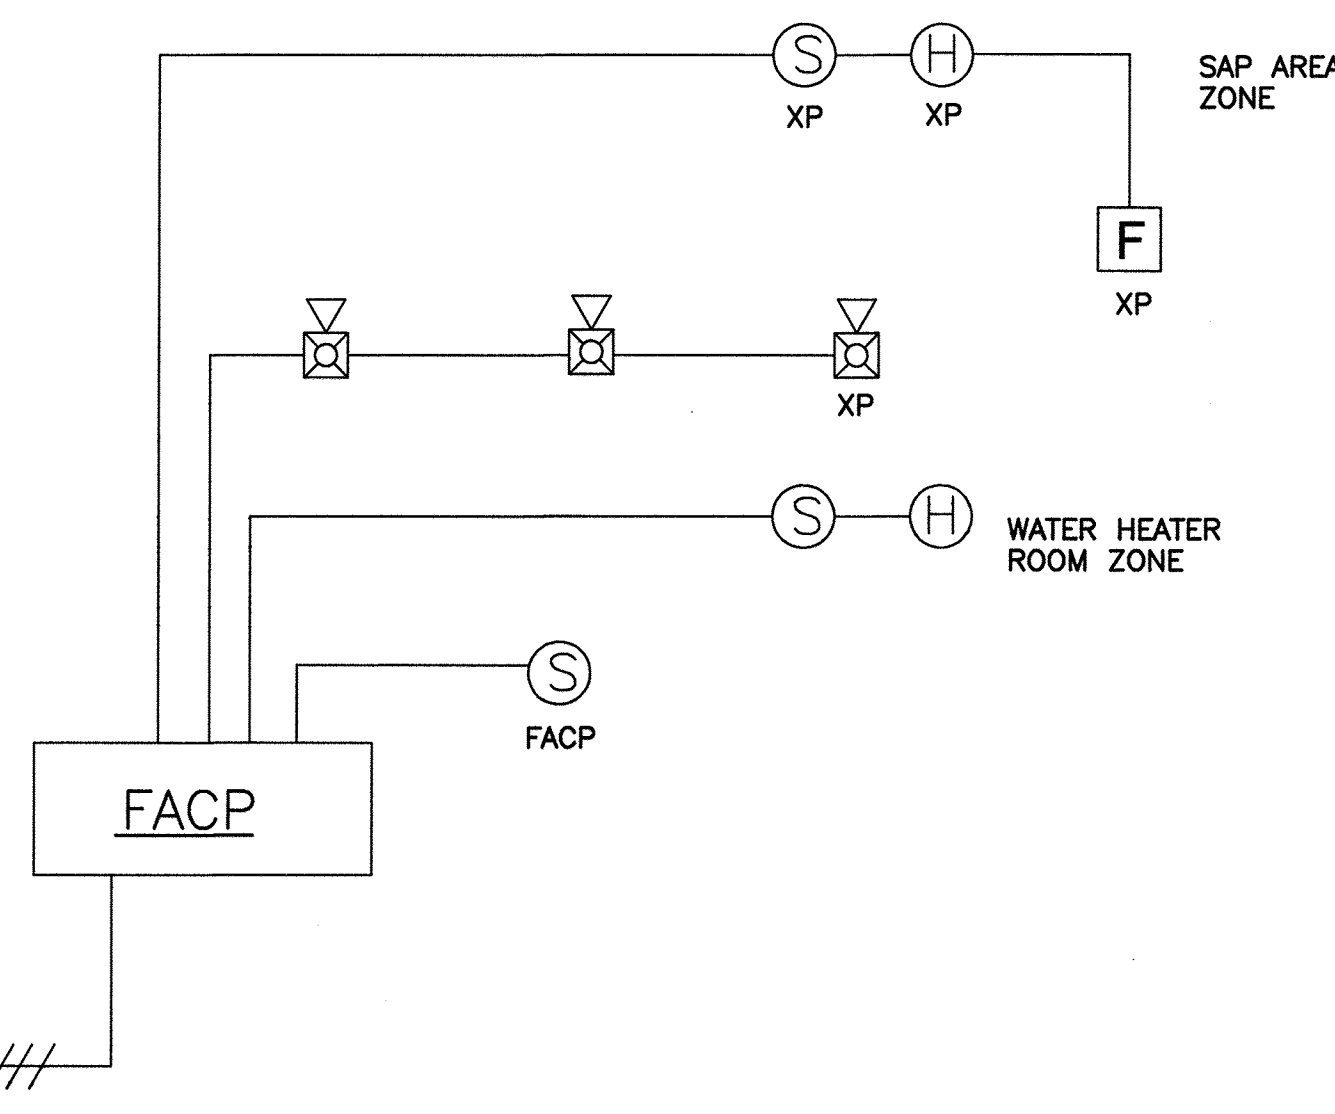 S H
SAP AREA
ZONE
XP XP
F
XP
XP
S H
WATER HEATER
ROOM ZONE
S
FACP
FACP